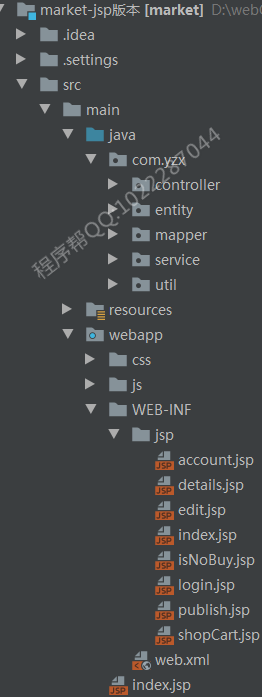 market-jsp版本 [market] D:\web
.idea
.settings
src
main
java
com.yzx
controller
entity
mapper
service
util
resources
webapp
css
js
WEB-INF
jsp
account.jsp
details.jsp
edit.jsp
index.jsp
isNoBuy.jsp
login.jsp
publish.jsp
shopCart.jsp
web.xml
index.jsp
程序帮QQ:1022287044